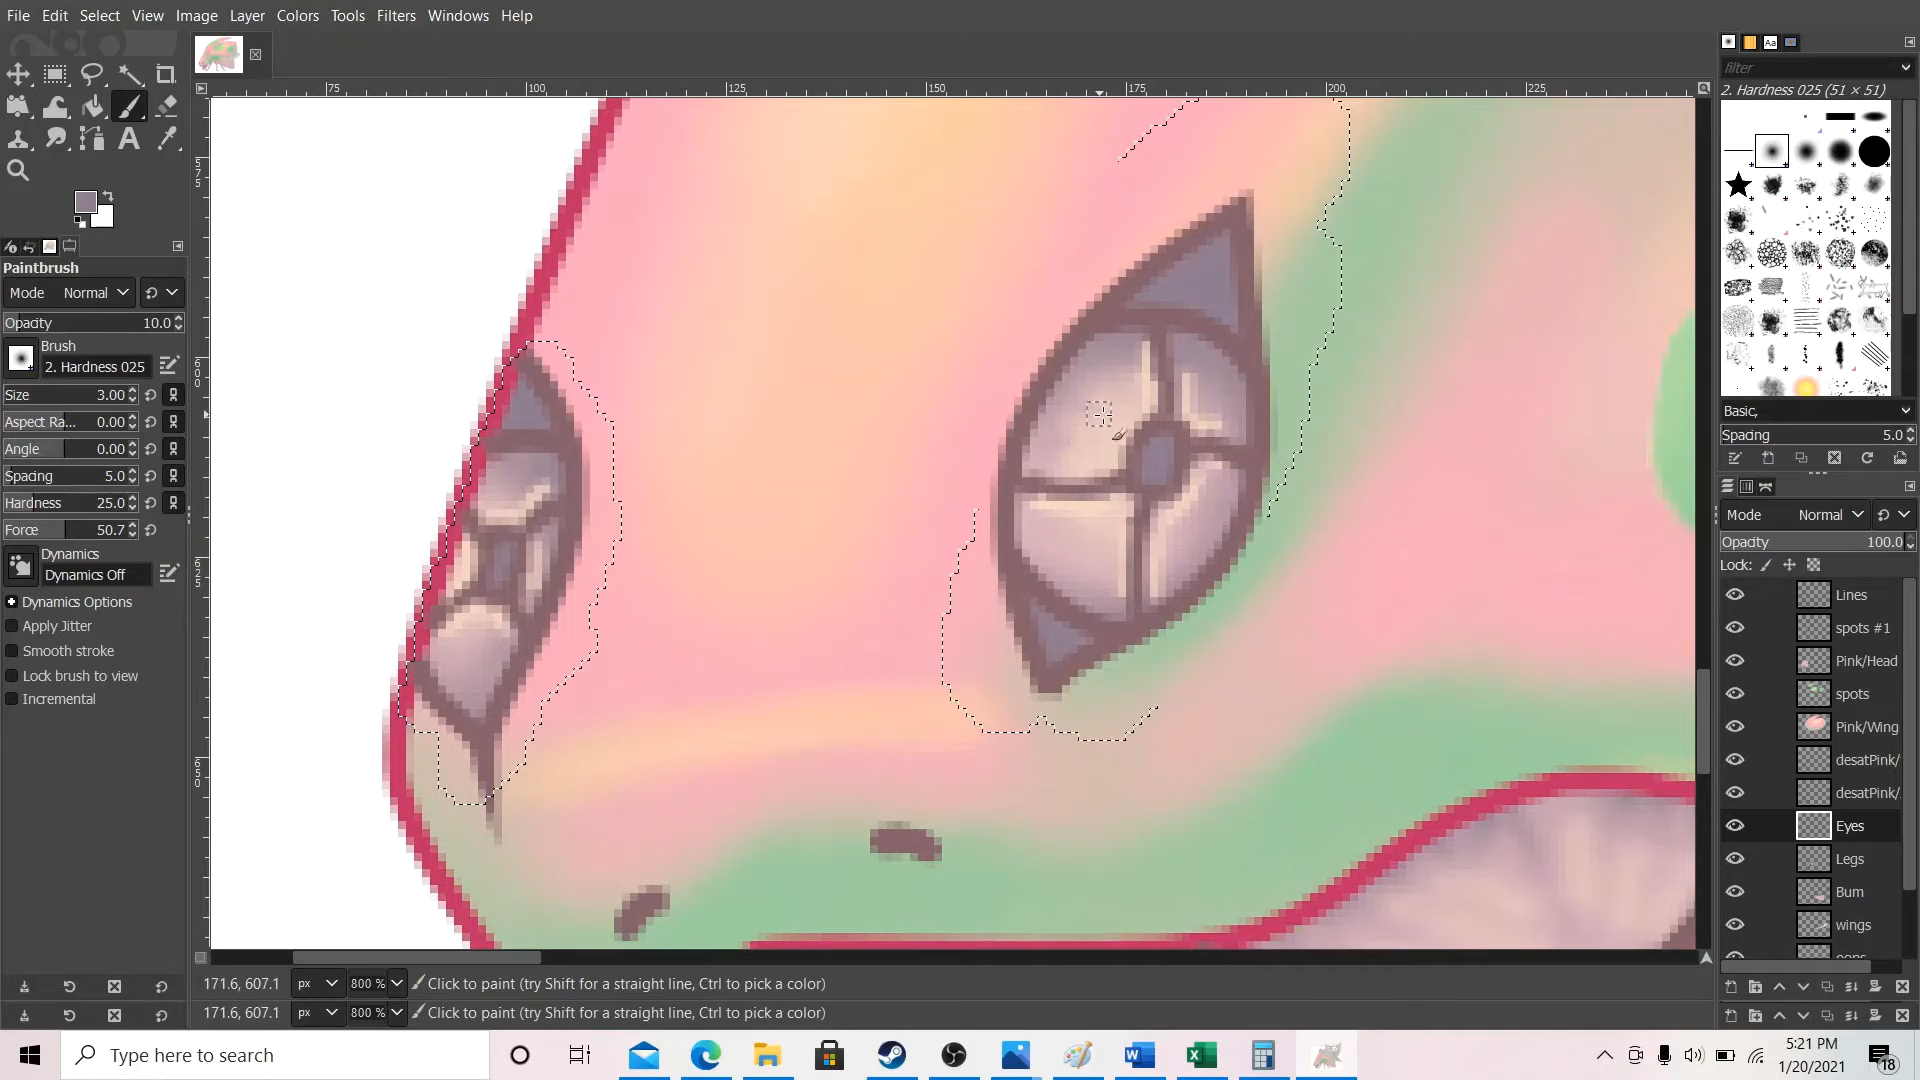 File Edit Select View Image Layer Colors Tools Filters Windows Help
75 100 125 150 175 200 225
575
600
625
650
Paintbrush
Mode Normal
Opacity 10.0
Brush
2. Hardness 025
Size 3.00
Aspect Ra... 0.00
Angle 0.00
Spacing 5.0
Hardness 25.0
Force 50.7
Dynamics
Dynamics Off
Dynamics Options
Apply Jitter
Smooth stroke
Lock brush to view
Incremental
Aa
filter
2. Hardness 025 (51 × 51)
Basic,
Spacing 5.0
Mode Normal
Opacity 100.0
Lock:
Lines
spots #1
Pink/Head
spots
Pink/Wing
desatPink/
desatPink/.
Eyes
Legs
Bum
wings
171.6, 607.1 px 800 % Click to paint (try Shift for a straight line, Ctrl to pick a color)
171.6, 607.1 px 800 % Click to paint (try Shift for a straight line, Ctrl to pick a color)
Type here to search
5:21 PM
1/20/2021
18